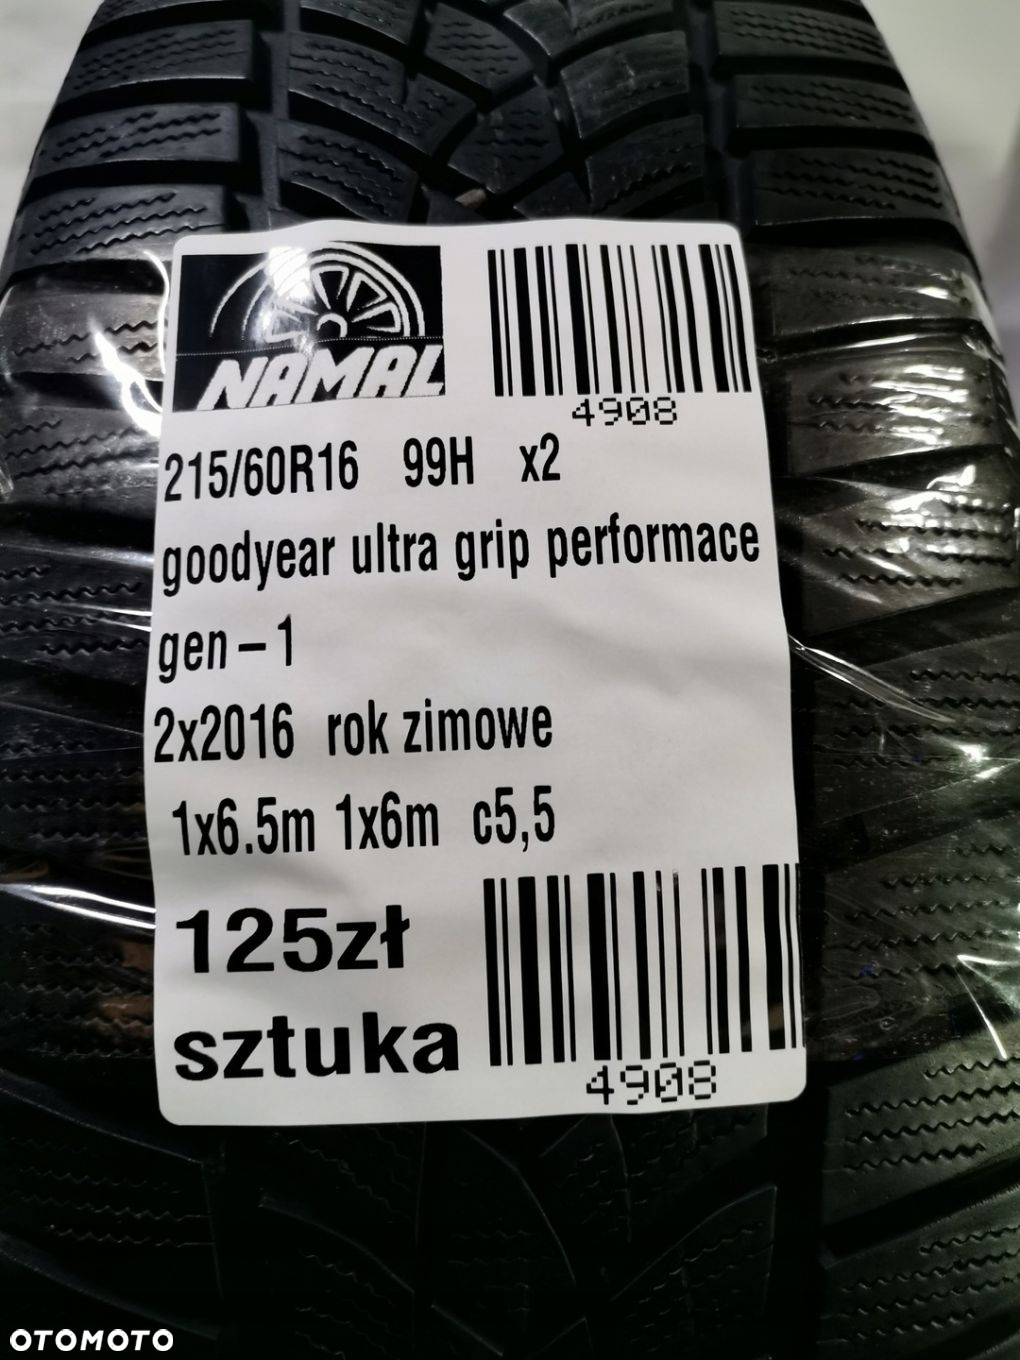 NAMAL
4908
215/60R16 99H x2
goodyear ultra grip performace
gen - 1
2x2016 rok zimowe
1x6.5m 1x6m c5,5
125zł
sztuka
4908
OTOMOTO